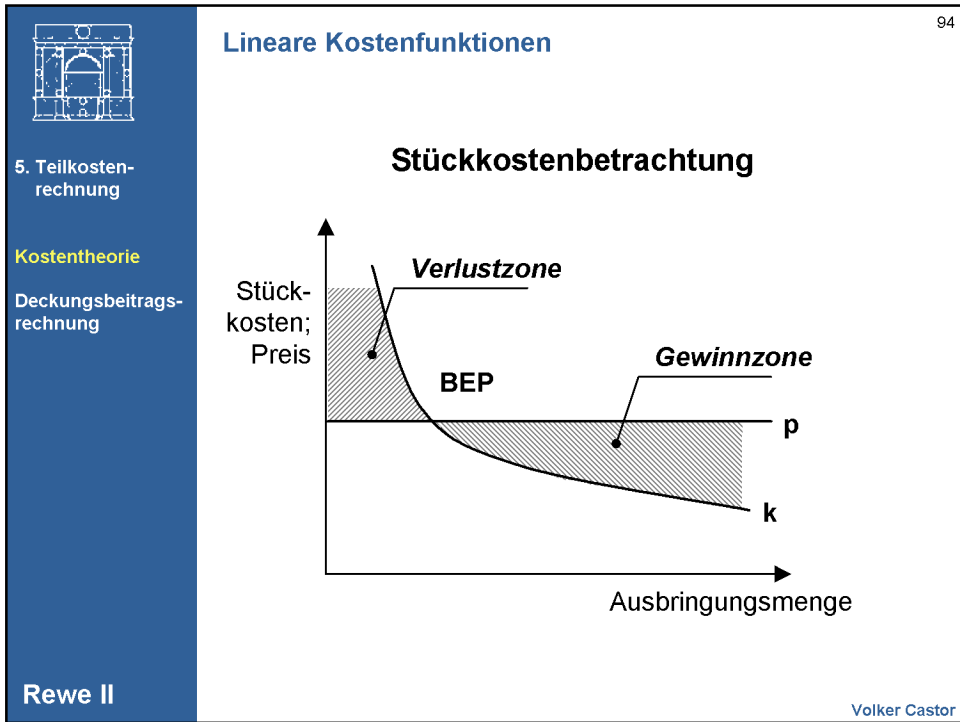 94
Lineare Kostenfunktionen
5. Teilkosten-
rechnung
Kostentheorie
Deckungsbeitrags-
rechnung
Stückkostenbetrachtung
Verlustzone
Stück-
kosten;
Preis
Gewinnzone
BEP
p
k
Ausbringungsmenge
Rewe II
Volker Castor